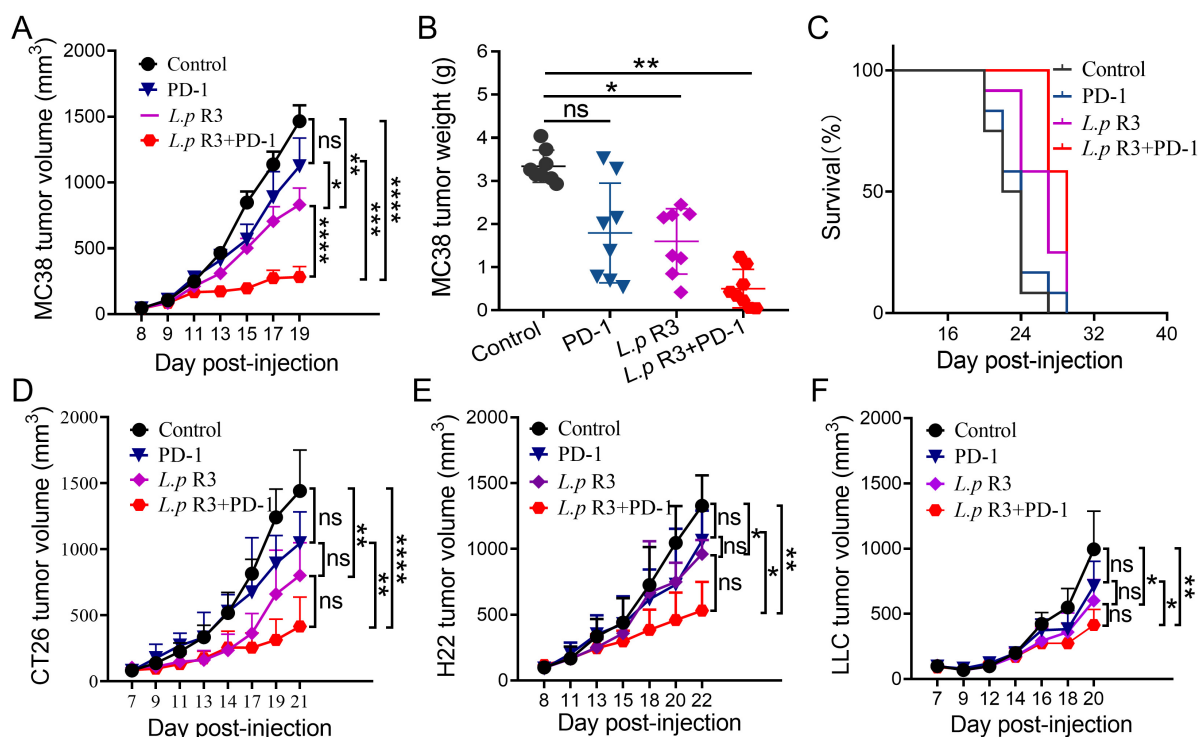 A
MC38 tumor volume (mm3)
2000
1500
1000
500
0
Control
PD-1
L.p R3
L.p R3+PD-1
ns
*
****
**
***
****
8 9 11 13 15 17 19
Day post-injection
B
MC38 tumor weight (g)
6
5
4
3
2
1
0
**
*
ns
Control
PD-1
L.p R3
L.p R3+PD-1
C
Survival (%)
100
50
0
Control
PD-1
L.p R3
L.p R3+PD-1
16 24 32 40
Day post-injection
D
CT26 tumor volume (mm3)
2000
1500
1000
500
0
Control
PD-1
L.p R3
L.p R3+PD-1
ns
ns
ns
**
**
****
7 9 11 13 14 17 19 21
Day post-injection
E
H22 tumor volume (mm3)
2000
1500
1000
500
0
Control
PD-1
L.p R3
L.p R3+PD-1
ns
ns
ns
*
*
**
8 11 13 15 18 20 22
Day post-injection
F
LLC tumor volume (mm3)
2000
1500
1000
500
0
Control
PD-1
L.p R3
L.p R3+PD-1
ns
ns
ns
*
*
**
7 9 12 14 16 18 20
Day post-injection